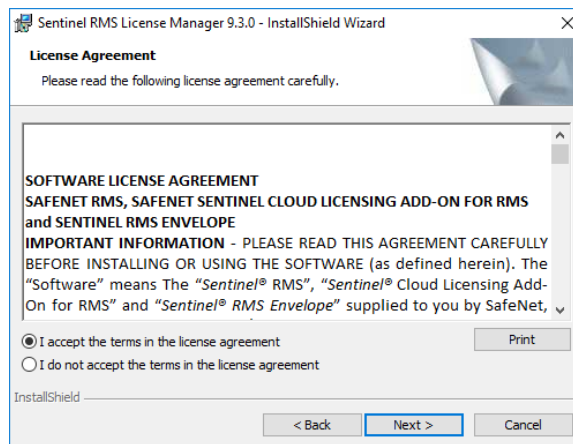 Sentinel RMS License Manager 9.3.0 - InstallShield Wizard
License Agreement
Please read the following license agreement carefully.
SOFTWARE LICENSE AGREEMENT
SAFENET RMS, SAFENET SENTINEL CLOUD LICENSING ADD-ON FOR RMS
and SENTINEL RMS ENVELOPE
IMPORTANT INFORMATION - PLEASE READ THIS AGREEMENT CAREFULLY
BEFORE INSTALLING OR USING THE SOFTWARE (as defined herein). The
“Software” means The “Sentinel® RMS”, “Sentinel® Cloud Licensing Add-
On for RMS” and “Sentinel® RMS Envelope” supplied to you by SafeNet,
I accept the terms in the license agreement
Print
I do not accept the terms in the license agreement
InstallShield
< Back
Next >
Cancel